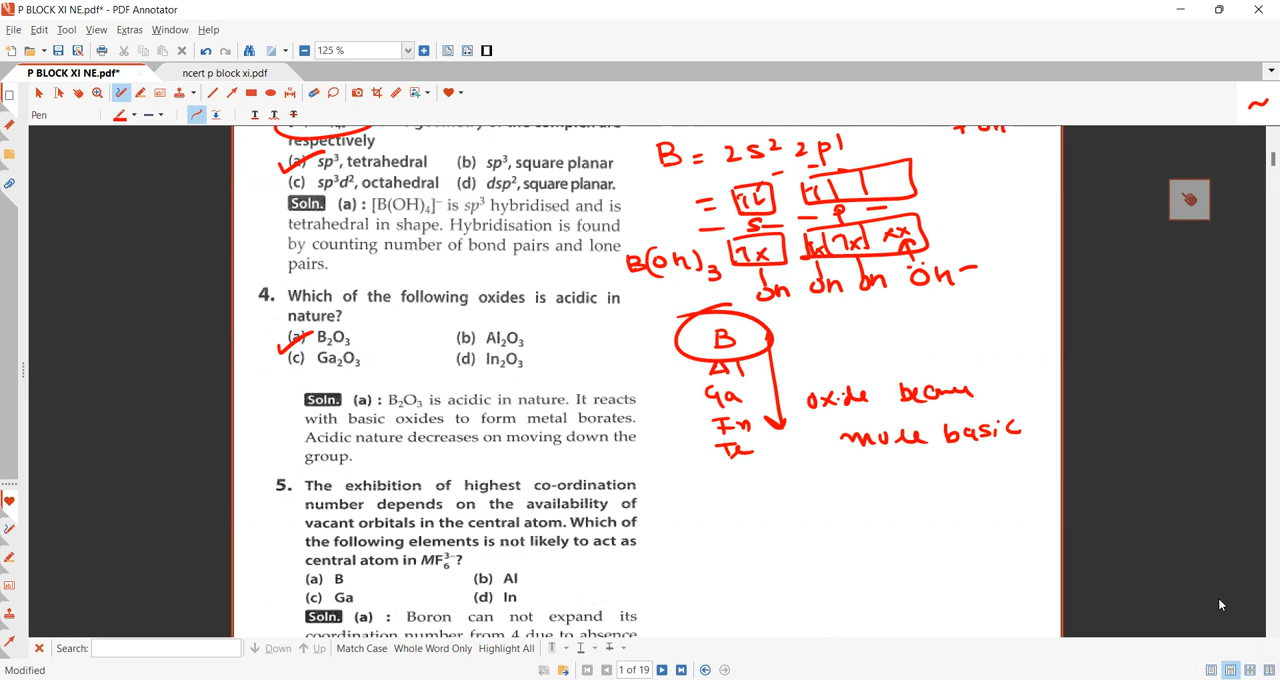 P BLOCK XI NE.pdf* - PDF Annotator
File Edit Tool View Extras Window Help
125 %
P BLOCK XI NE.pdf*
ncert p block xi.pdf
Pen
respectively
(a) sp³, tetrahedral (b) sp³, square planar
(c) sp³d², octahedral (d) dsp², square planar.
Soln. (a) : [B(OH)₄]⁻ is sp³ hybridised and is
tetrahedral in shape. Hybridisation is found
by counting number of bond pairs and lone
pairs.
4. Which of the following oxides is acidic in
nature?
(a) B₂O₃ (b) Al₂O₃
(c) Ga₂O₃ (d) In₂O₃
Soln. (a) : B₂O₃ is acidic in nature. It reacts
with basic oxides to form metal borates.
Acidic nature decreases on moving down the
group.
5. The exhibition of highest co-ordination
number depends on the availability of
vacant orbitals in the central atom. Which of
the following elements is not likely to act as
central atom in MF₆³⁻?
(a) B (b) Al
(c) Ga (d) In
Soln. (a) : Boron can not expand its
coordination number from 4 due to absence
B = 2s² 2p¹
=
s p
B(OH)₃
OH OH OH ÖH⁻
B
Al
Ga
In
oxide
more basic
Search: Down Up Match Case Whole Word Only Highlight All
Modified
1 of 19